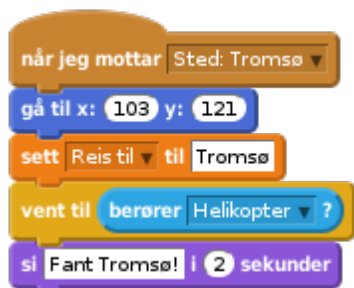 når jeg mottar Sted: Tromsø
gå til x: 103 y: 121
sett Reis til til Tromsø
vent til berører Helikopter ?
si Fant Tromsø! i 2 sekunder